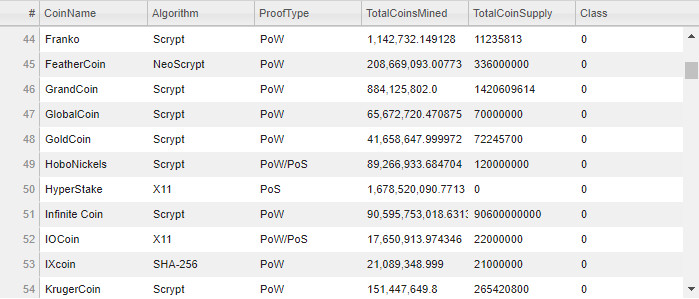 # CoinName Algorithm ProofType TotalCoinsMined TotalCoinSupply Class
44 Franko Scrypt PoW 1,142,732.149128 11235813 0
45 FeatherCoin NeoScrypt PoW 208,669,093.00773 336000000 0
46 GrandCoin Scrypt PoW 884,125,802.0 1420609614 0
47 GlobalCoin Scrypt PoW 65,672,720.470875 70000000 0
48 GoldCoin Scrypt PoW 41,658,647.999972 72245700 0
49 HoboNickels Scrypt PoW/PoS 89,266,933.684704 120000000 0
50 HyperStake X11 PoS 1,678,520,090.7713 0 0
51 Infinite Coin Scrypt PoW 90,595,753,018.6313 90600000000 0
52 IOCoin X11 PoW/PoS 17,650,913.974346 22000000 0
53 IXcoin SHA-256 PoW 21,089,348.999 21000000 0
54 KrugerCoin Scrypt PoW 151,447,649.8 265420800 0